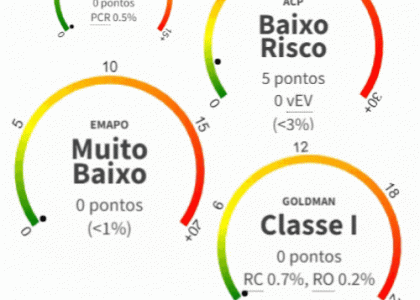 0 pontos
PCR 0.5%
0
15+
ACP
Baixo
Risco
5 pontos
0 vEV
(<3%)
0
30+
10
5
15
EMAPO
Muito
Baixo
0 pontos
(<1%)
0
20+
12
6
18
GOLDMAN
Classe I
0 pontos
RC 0.7%, RO 0.2%